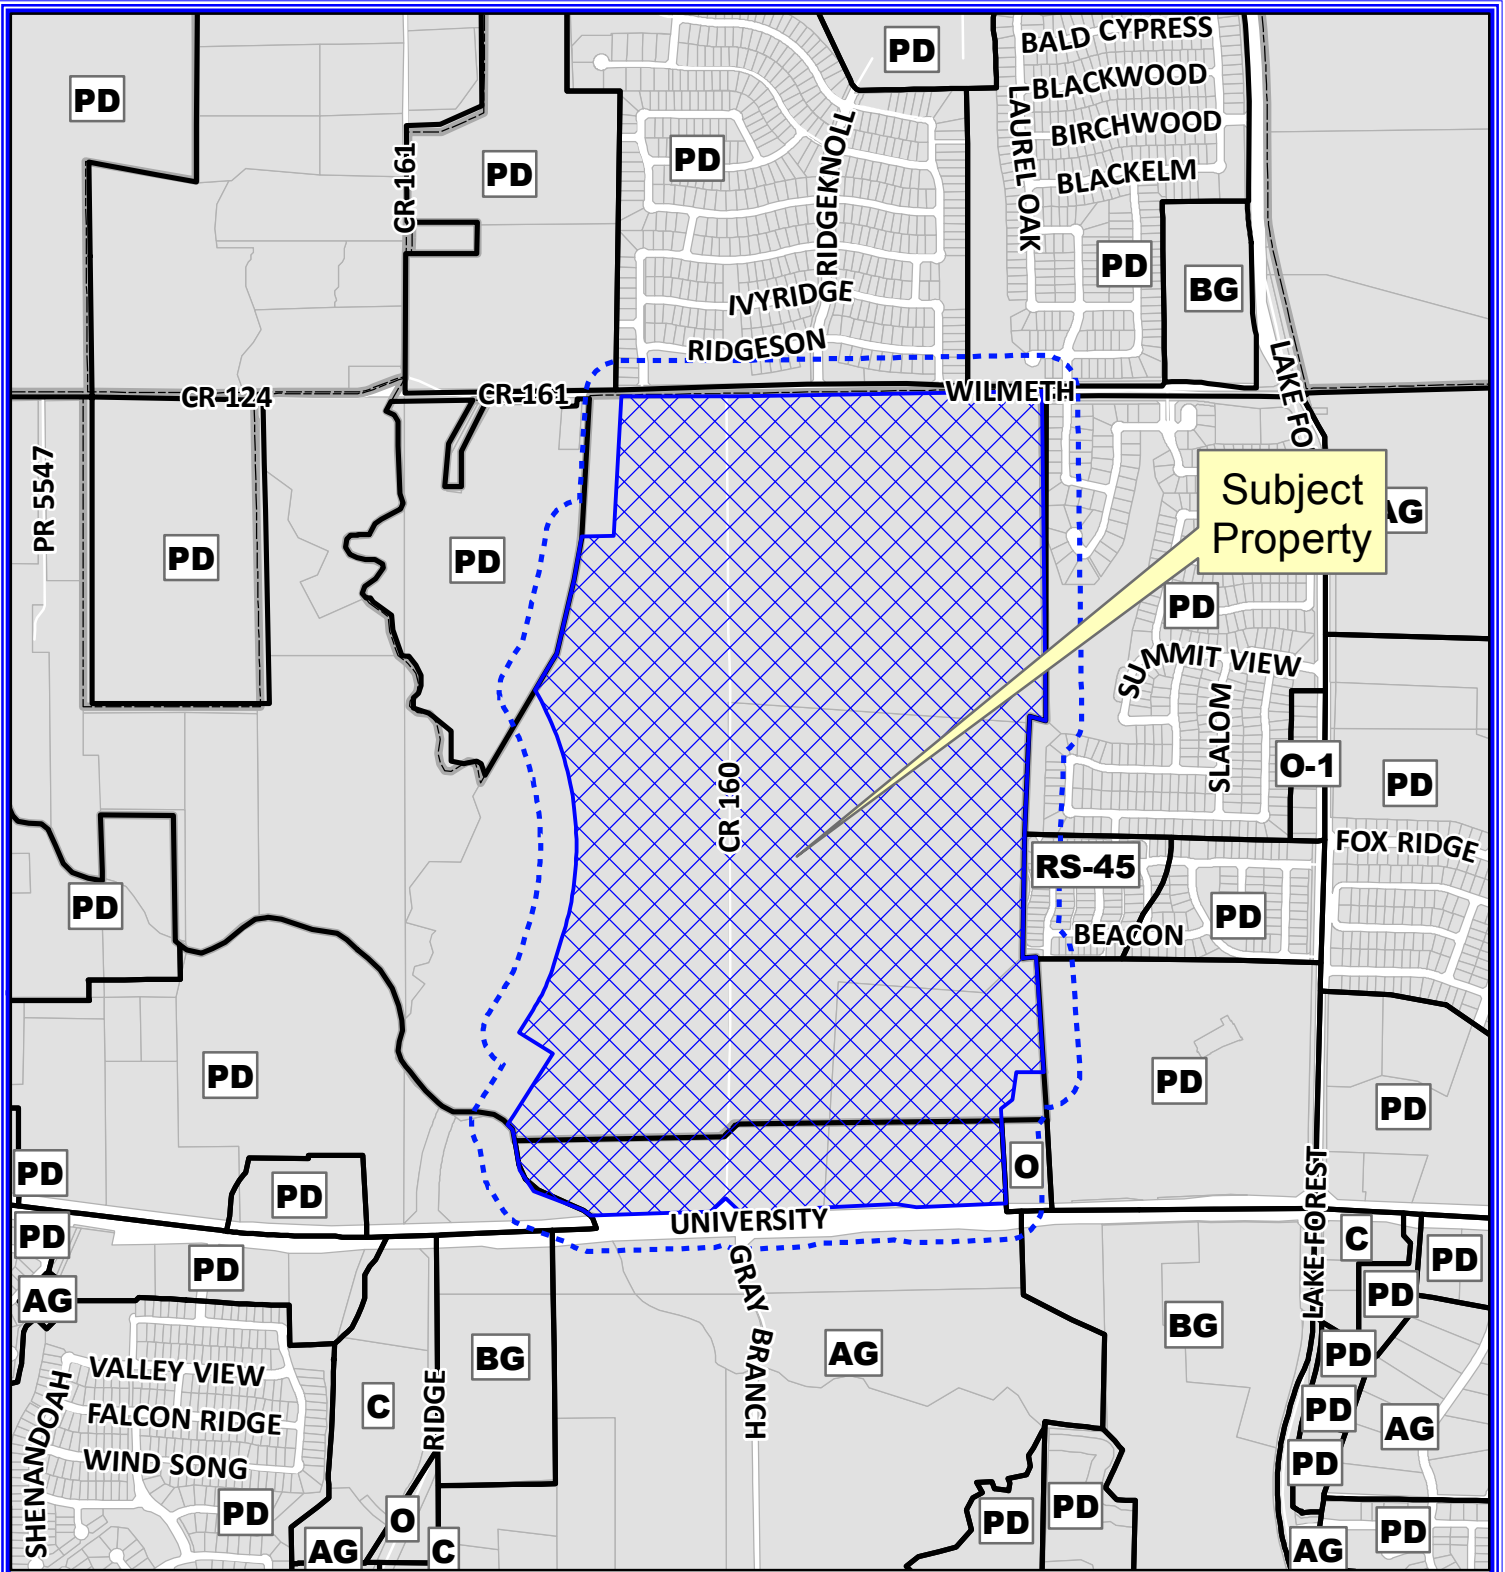 PD
BALD CYPRESS
PD
BLACKWOOD
LAUREL OAK
BIRCHWOOD
CR 161
PD
PD
RIDGEKNOLL
BLACKELM
PD
BG
IVYRIDGE
RIDGESON
LAKE FO
CR 124
CR 161
WILMETH
PR 5547
Subject
Property
AG
PD
PD
PD
SUMMIT VIEW
SLALOM
O-1
PD
CR 160
FOX RIDGE
RS-45
PD
PD
BEACON
PD
PD
PD
PD
PD
O
LAKE FOREST
PD
UNIVERSITY
PD
C
PD
GRAY BRANCH
PD
AG
PD
BG
AG
BG
PD
VALLEY VIEW
SHENANDOAH
C
RIDGE
PD
FALCON RIDGE
AG
WIND SONG
PD
PD
O
PD
PD
PD
AG
C
AG